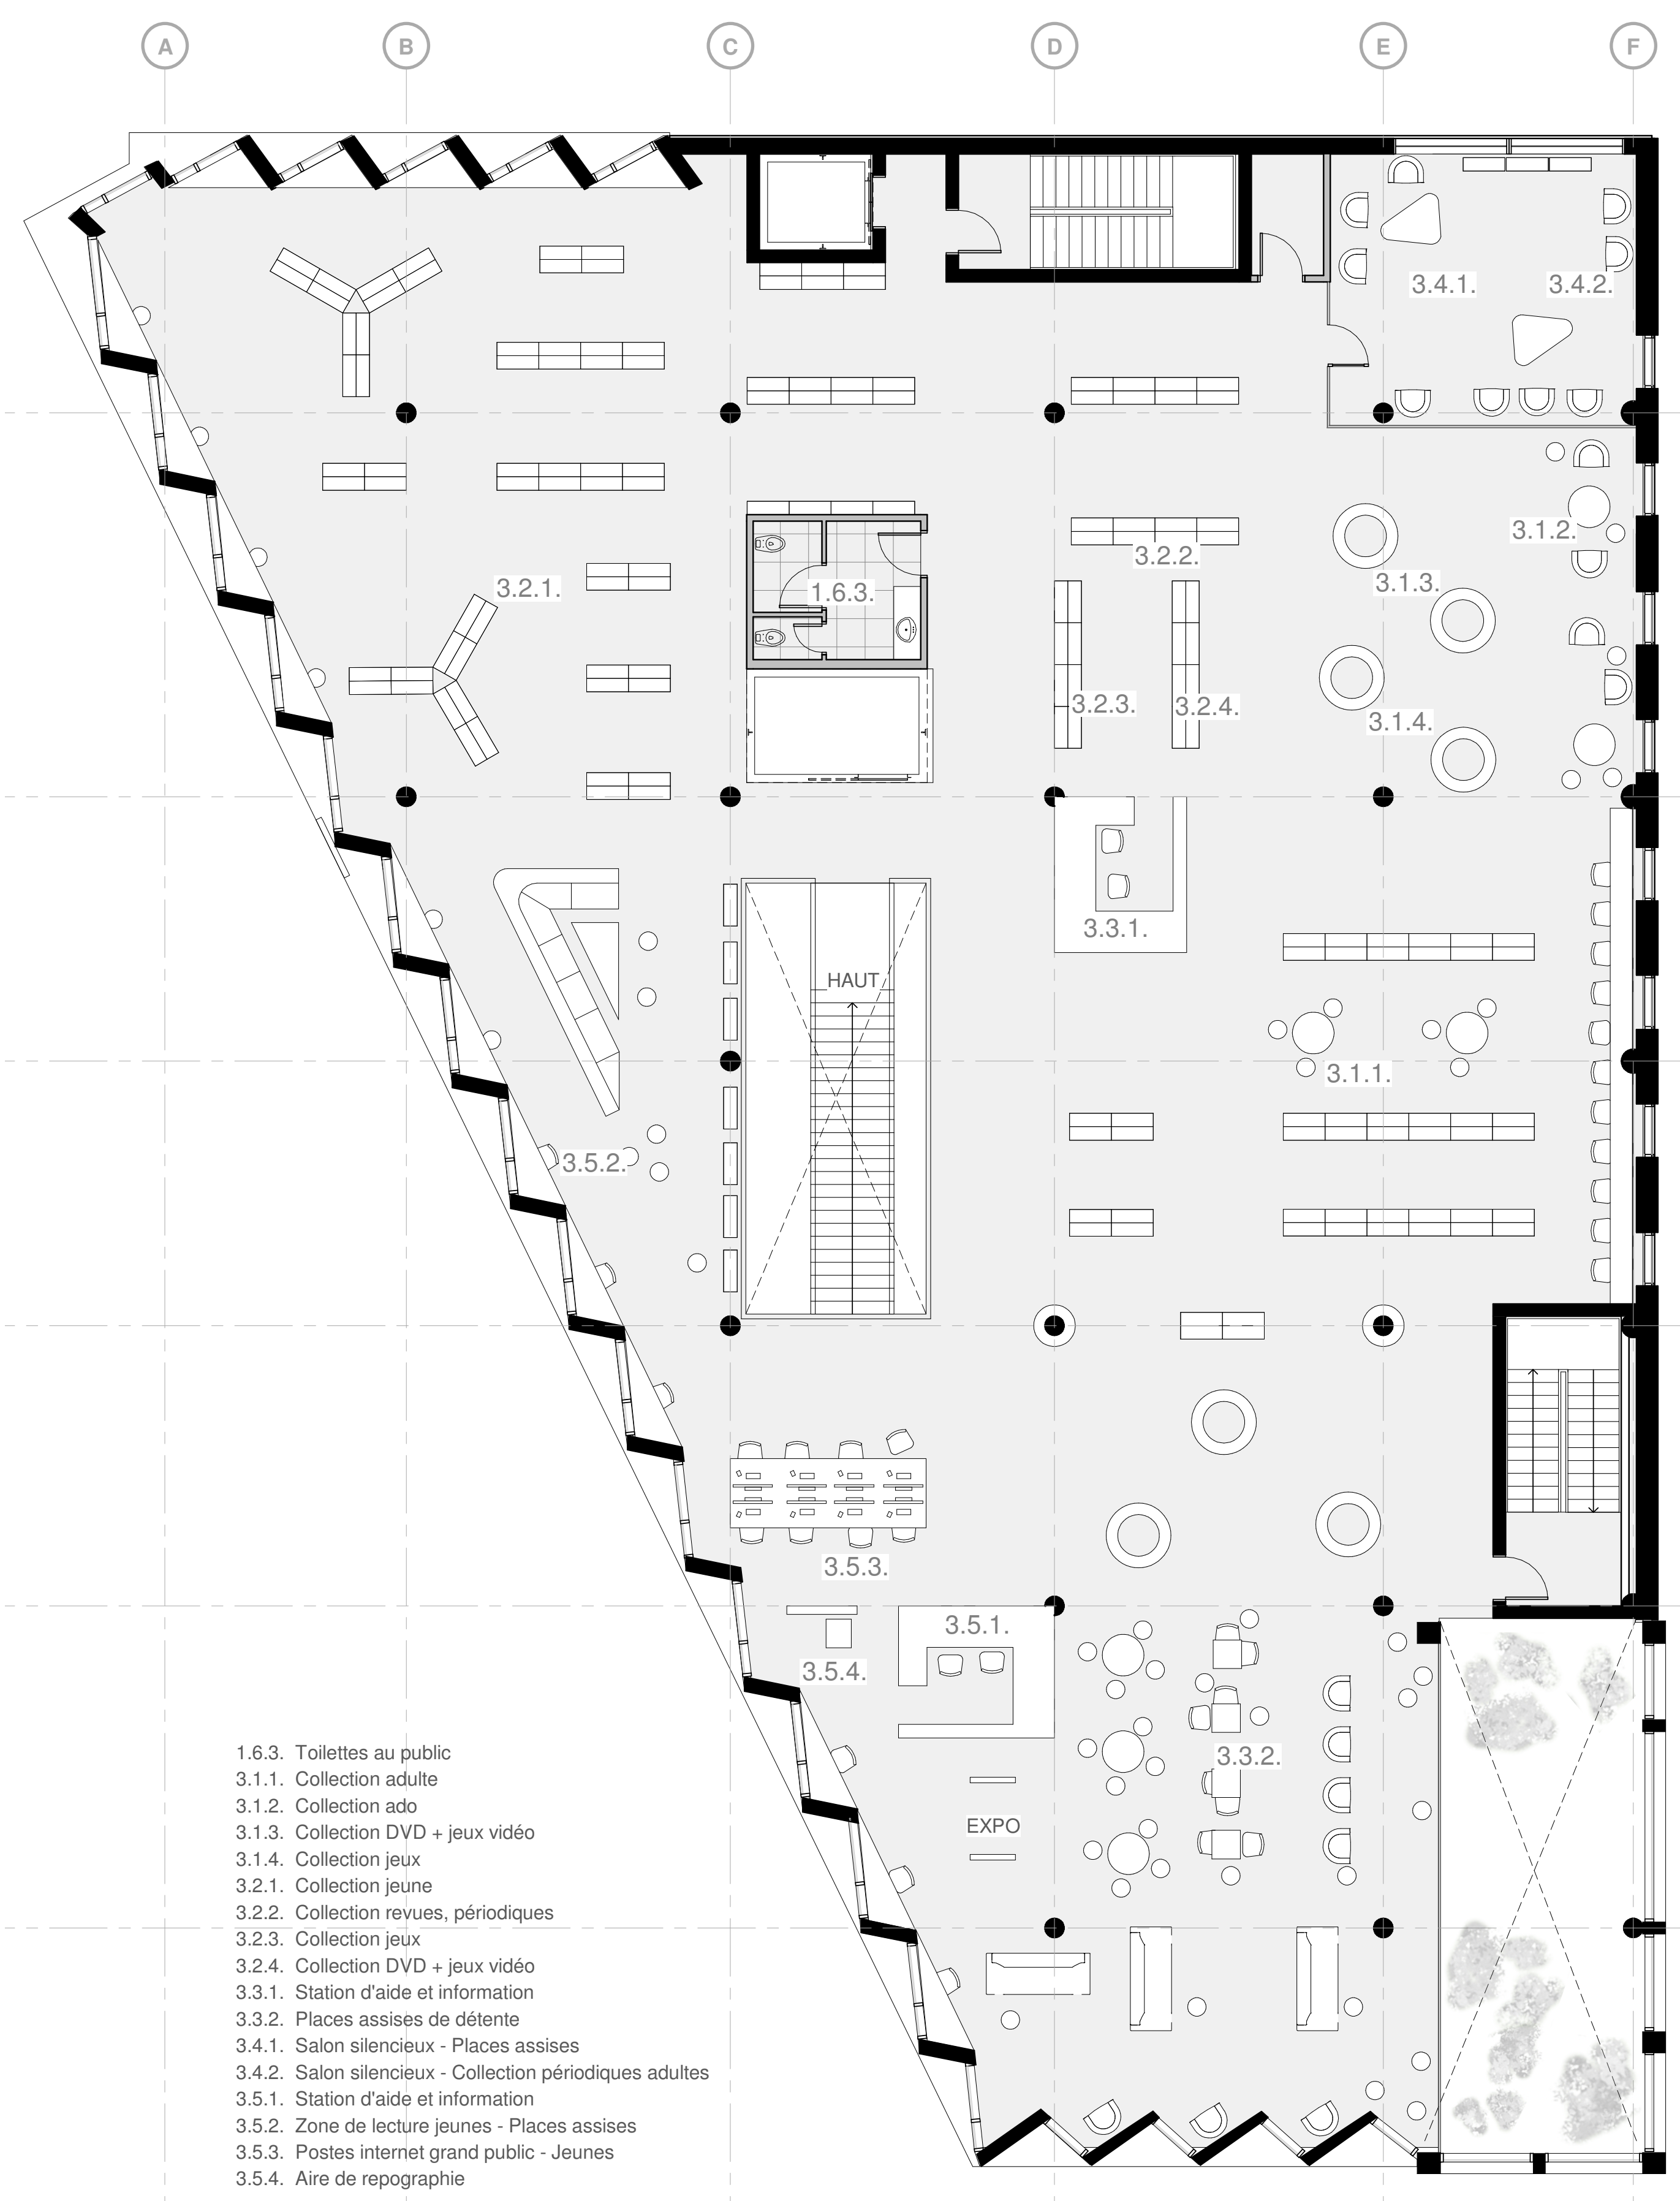 A
B
C
D
E
F
3.4.1.
3.4.2.
3.1.2.
3.2.2.
3.1.3.
3.2.1.
1.6.3.
3.2.3.
3.2.4.
3.1.4.
3.3.1.
HAUT
3.1.1.
3.5.2.
3.5.3.
3.5.1.
3.5.4.
3.3.2.
EXPO
1.6.3. Toilettes au public
3.1.1. Collection adulte
3.1.2. Collection ado
3.1.3. Collection DVD + jeux vidéo
3.1.4. Collection jeux
3.2.1. Collection jeune
3.2.2. Collection revues, périodiques
3.2.3. Collection jeux
3.2.4. Collection DVD + jeux vidéo
3.3.1. Station d'aide et information
3.3.2. Places assises de détente
3.4.1. Salon silencieux - Places assises
3.4.2. Salon silencieux - Collection périodiques adultes
3.5.1. Station d'aide et information
3.5.2. Zone de lecture jeunes - Places assises
3.5.3. Postes internet grand public - Jeunes
3.5.4. Aire de repographie